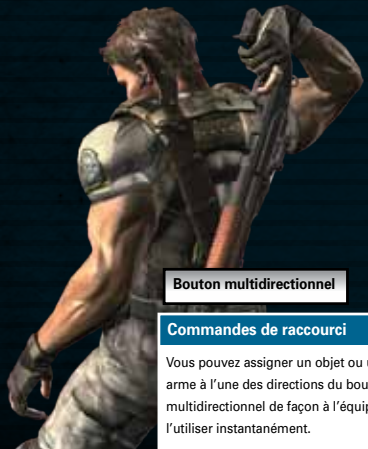 Bouton multidirectionnel
Commandes de raccourci
Vous pouvez assigner un objet ou
arme à l'une des directions du
multidirectionnel de façon à
l'utiliser instantanément.